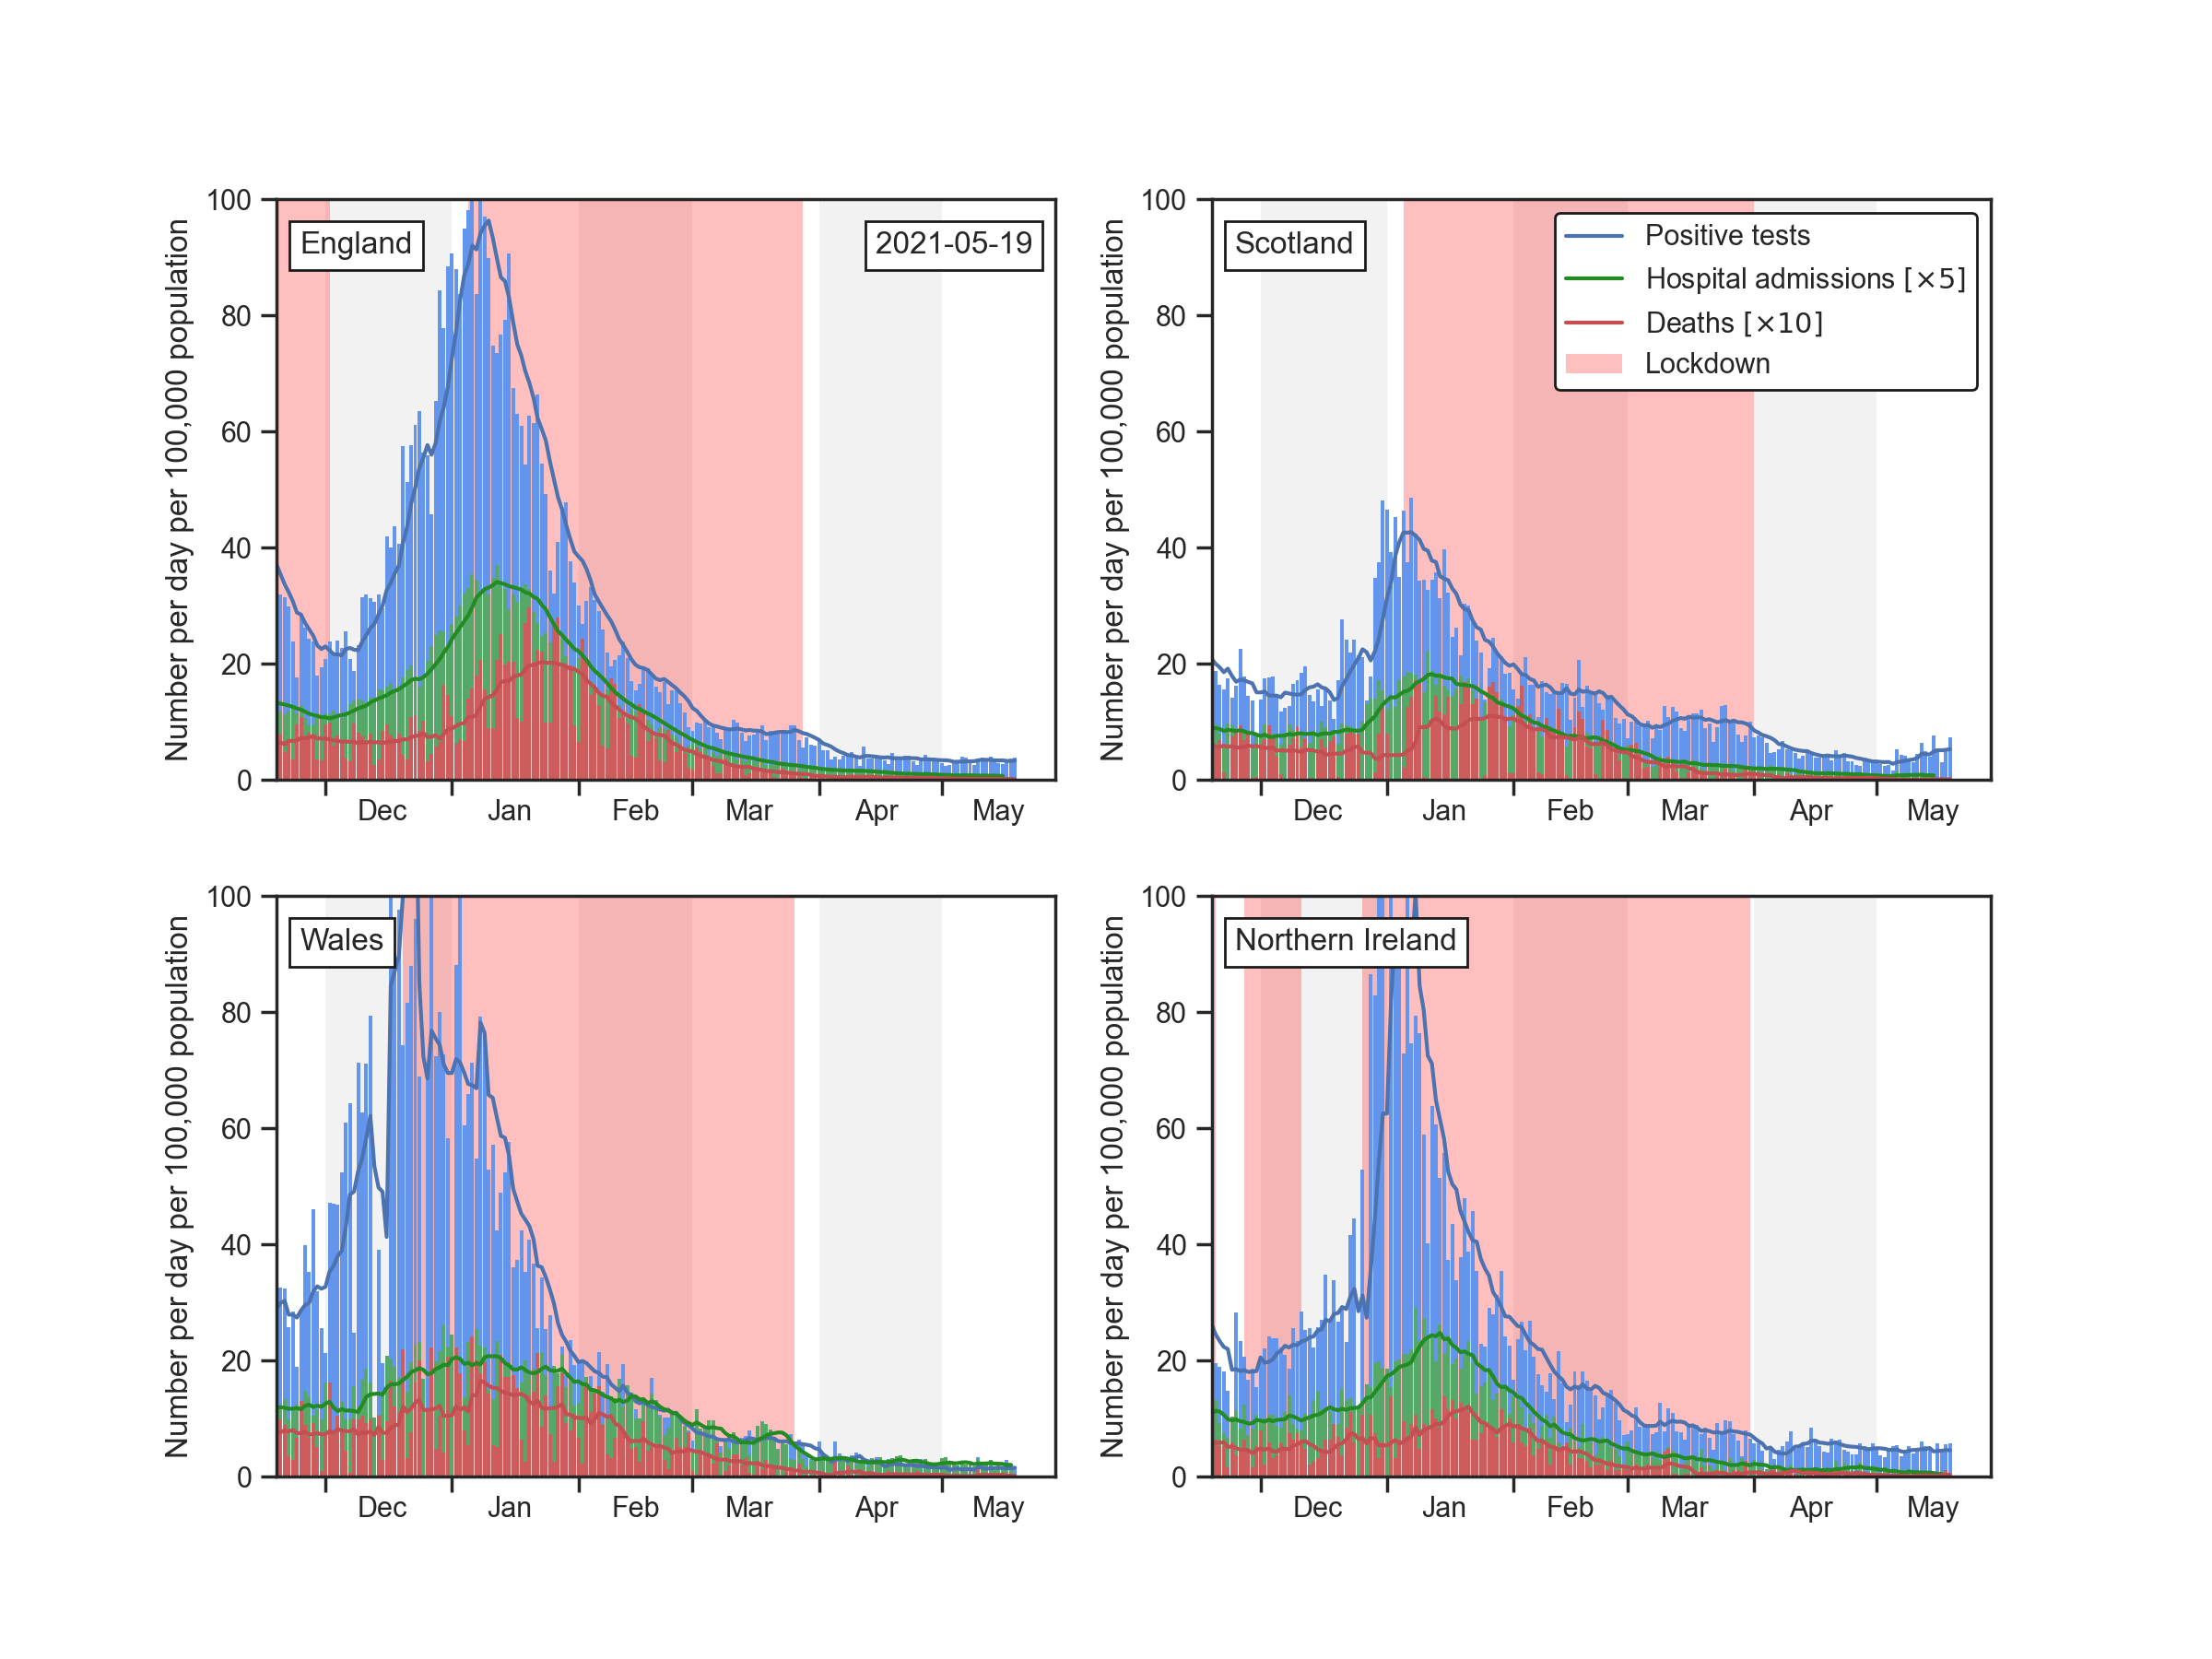 England
2021-05-19
Number per day per 100,000 population
100
80
60
40
20
0
Dec Jan Feb Mar Apr May
Scotland
Positive tests
Hospital admissions [×5]
Deaths [×10]
Lockdown
Number per day per 100,000 population
100
80
60
40
20
0
Dec Jan Feb Mar Apr May
Wales
Number per day per 100,000 population
100
80
60
40
20
0
Dec Jan Feb Mar Apr May
Northern Ireland
Number per day per 100,000 population
100
80
60
40
20
0
Dec Jan Feb Mar Apr May